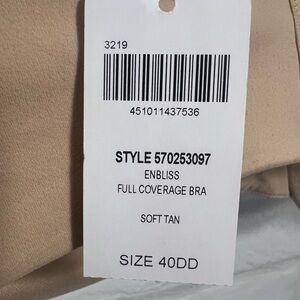 3219
451011437536
STYLE 570253097
ENBLISS
FULL COVERAGE BRA
SOFT TAN
SIZE 40DD